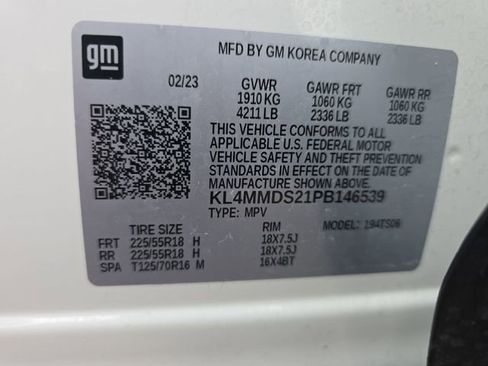 gm
MFD BY GM KOREA COMPANY
02/23 GVWR GAWR FRT GAWR RR
1910 KG 1060 KG 1060 KG
4211 LB 2336 LB 2336 LB
THIS VEHICLE CONFORMS TO ALL
APPLICABLE U.S. FEDERAL MOTOR
VEHICLE SAFETY AND THEFT PREVENTION
STANDARDS IN EFFECT ON THE DATE OF
MANUFACTURE SHOWN ABOVE.
KL4MMDS21PB146539
TYPE: MPV MODEL: 194TS06
TIRE SIZE RIM
FRT 225/55R18 H 18X7.5J
RR 225/55R18 H 18X7.5J
SPA T125/70R16 M 16X4BT